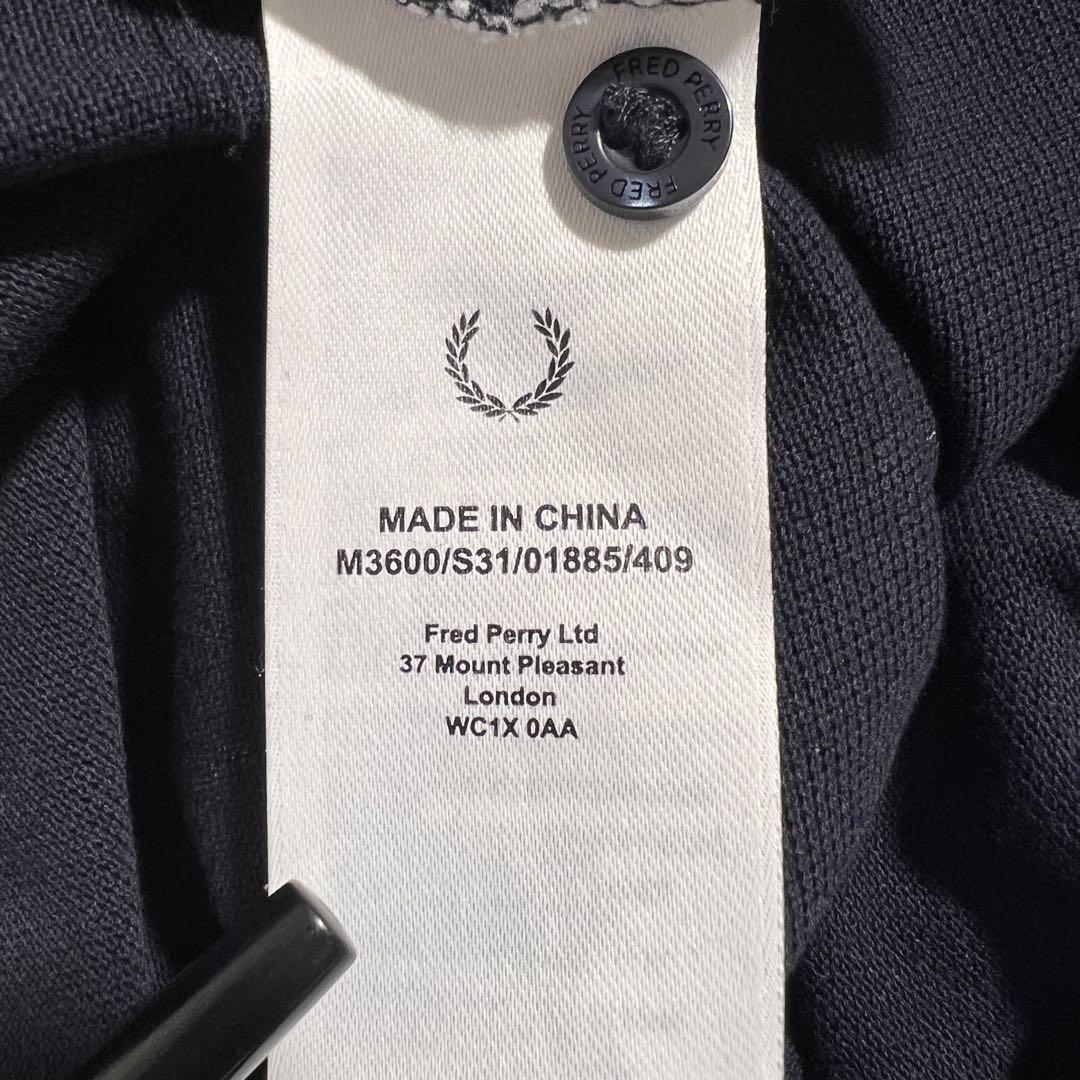 FRED PERRY
FRED PERRY
MADE IN CHINA
M3600/S31/01885/409
Fred Perry Ltd
37 Mount Pleasant
London
WC1X 0AA